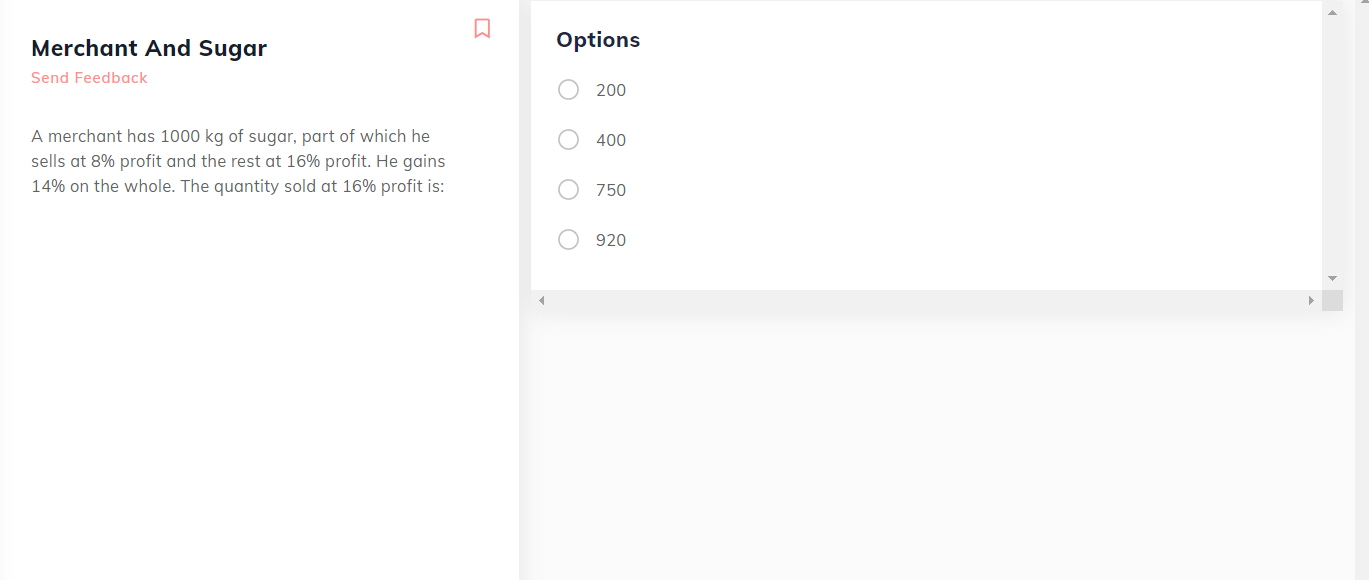 Merchant And Sugar
Send Feedback
A merchant has 1000 kg of sugar, part of which he
sells at 8% profit and the rest at 16% profit. He gains
14% on the whole. The quantity sold at 16% profit is:
Options
200
400
750
920